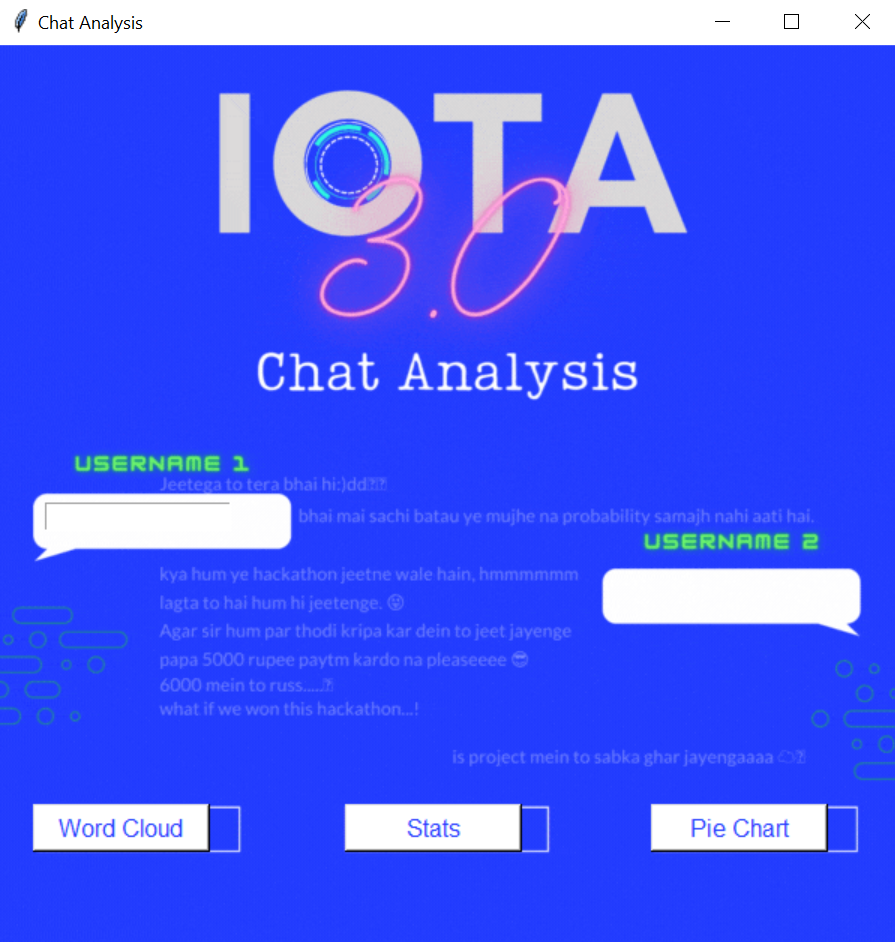 Chat Analysis
IOTA
3.0
Chat Analysis
USERNAME 1
Jeetega to tera bhai hi:)dd
bhai mai sachi batau ye mujhe na probability samajh nahi aati hai.
USERNAME 2
kya hum ye hackathon jeetne wale hain, hmmmmmm
lagta to hai hum hi jeetenge. 😜
Agar sir hum par thodi kripa kar dein to jeet jayenge
papa 5000 rupee paytm kardo na pleaseeee 😎
6000 mein to russ.....
what if we won this hackathon...!
is project mein to sabka ghar jayengaaaa
Word Cloud
Stats
Pie Chart